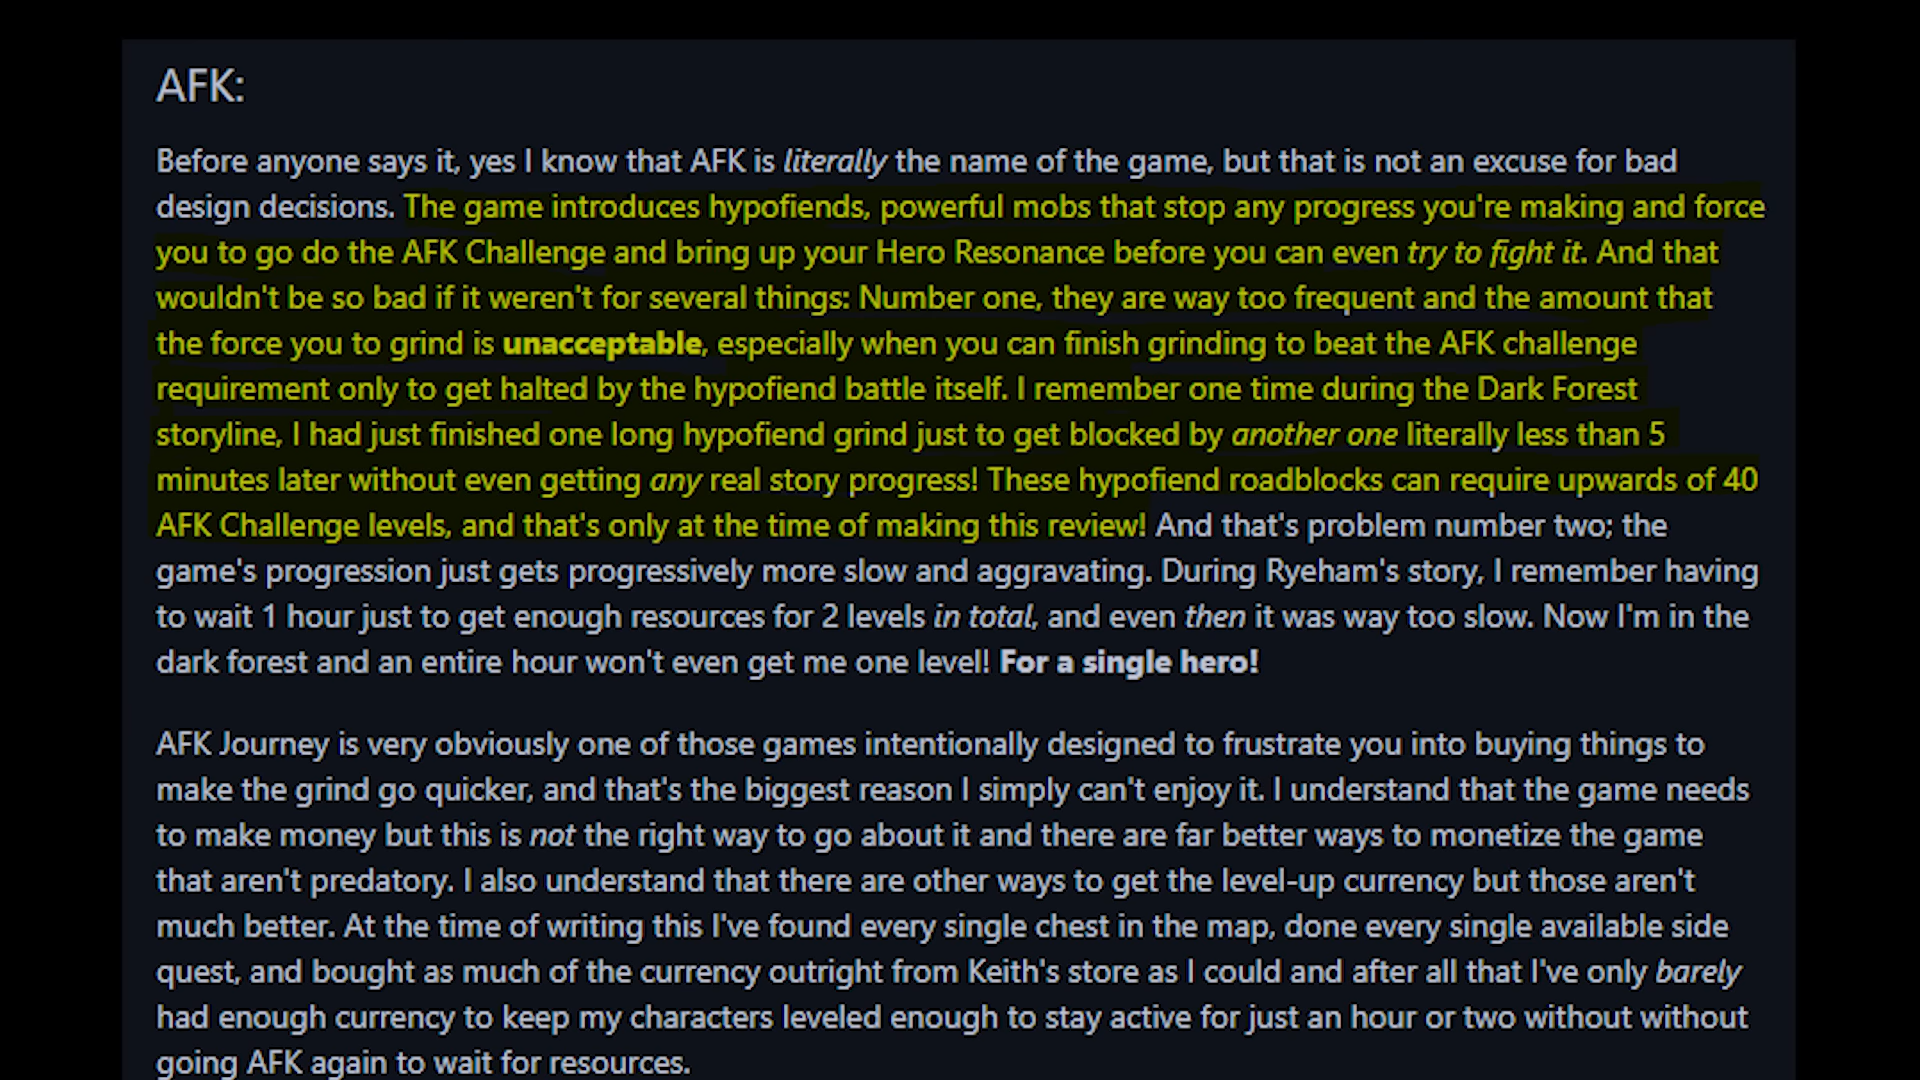 AFK:
Before anyone says it, yes I know that AFK is literally the name of the game, but that is not an excuse for bad
design decisions. The game introduces hypofiends, powerful mobs that stop any progress you're making and force
you to go do the AFK Challenge and bring up your Hero Resonance before you can even try to fight it. And that
wouldn't be so bad if it weren't for several things: Number one, they are way too frequent and the amount that
the force you to grind is unacceptable, especially when you can finish grinding to beat the AFK challenge
requirement only to get halted by the hypofiend battle itself. I remember one time during the Dark Forest
storyline, I had just finished one long hypofiend grind just to get blocked by another one literally less than 5
minutes later without even getting any real story progress! These hypofiend roadblocks can require upwards of 40
AFK Challenge levels, and that's only at the time of making this review! And that's problem number two; the
game's progression just gets progressively more slow and aggravating. During Ryeham's story, I remember having
to wait 1 hour just to get enough resources for 2 levels in total, and even then it was way too slow. Now I'm in the
dark forest and an entire hour won't even get me one level! For a single hero!
AFK Journey is very obviously one of those games intentionally designed to frustrate you into buying things to
make the grind go quicker, and that's the biggest reason I simply can't enjoy it. I understand that the game needs
to make money but this is not the right way to go about it and there are far better ways to monetize the game
that aren't predatory. I also understand that there are other ways to get the level-up currency but those aren't
much better. At the time of writing this I've found every single chest in the map, done every single available side
quest, and bought as much of the currency outright from Keith's store as I could and after all that I've only barely
had enough currency to keep my characters leveled enough to stay active for just an hour or two without without
going AFK again to wait for resources.